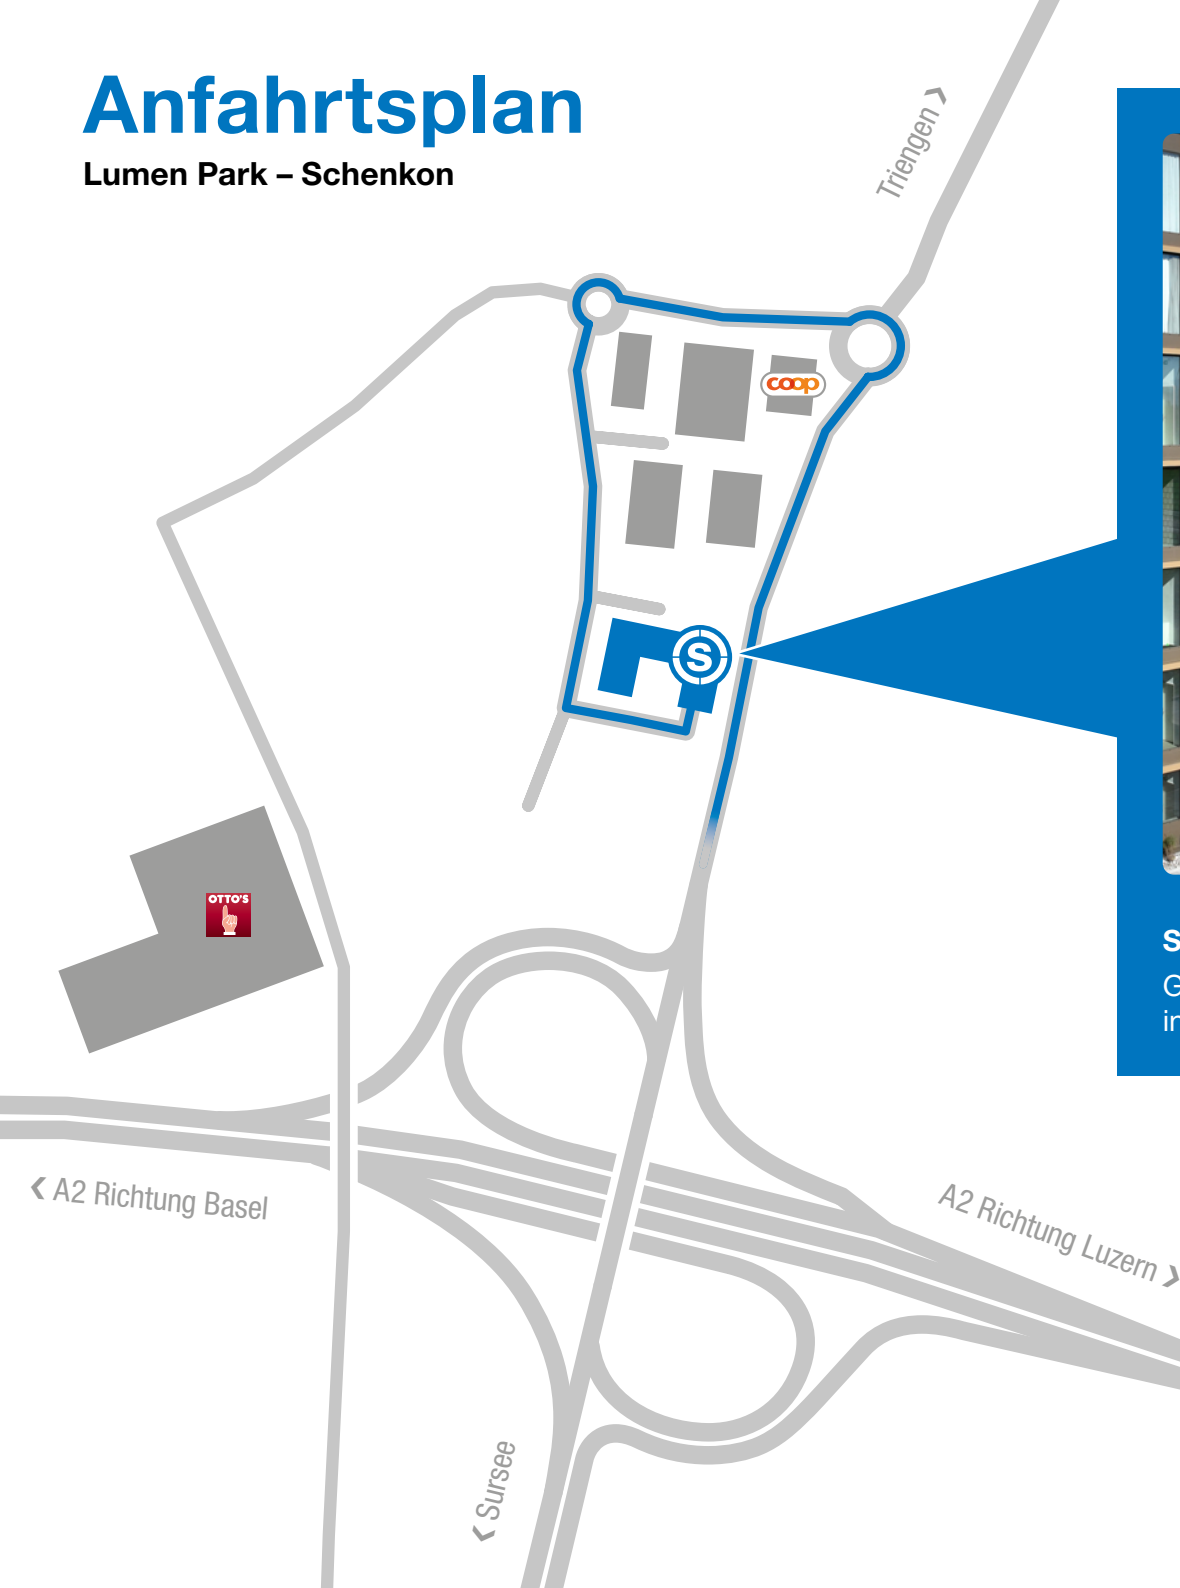 Anfahrtsplan
Lumen Park – Schenkon
Triengen
coop
S
OTTO'S
A2 Richtung Basel
A2 Richtung Luzern
Sursee